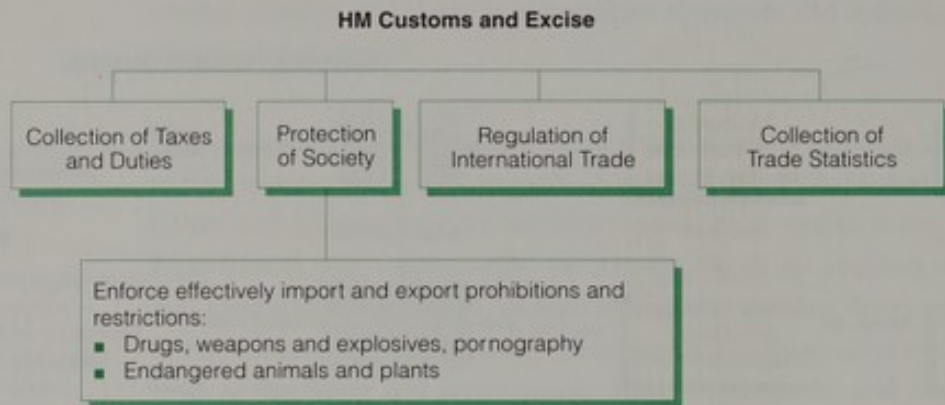 HM Customs and Excise
Collection of Taxes
and Duties
Protection
of Society
Regulation of
International Trade
Collection of
Trade Statistics
Enforce effectively import and export prohibitions and
restrictions:
▪ Drugs, weapons and explosives, pornography
▪ Endangered animals and plants